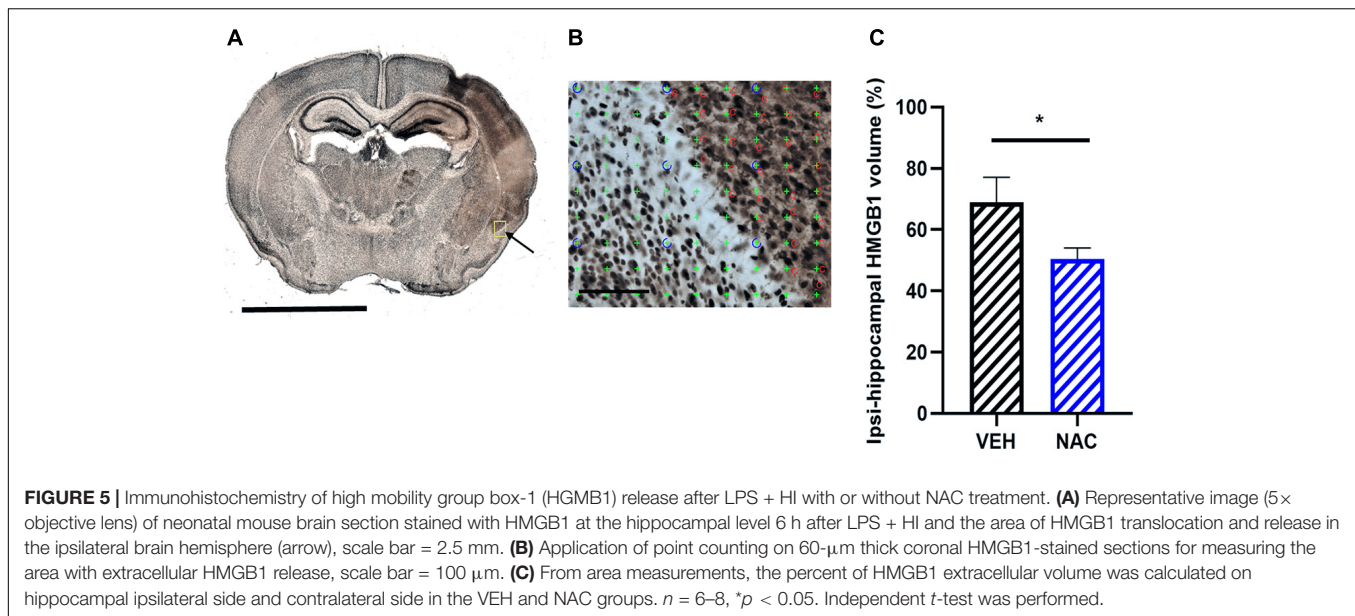 A
B
C
Ipsi-hippocampal HMGB1 volume (%)
100
80
60
40
20
0
*
VEH
NAC
FIGURE 5 | Immunohistochemistry of high mobility group box-1 (HGMB1) release after LPS + HI with or without NAC treatment. (A) Representative image (5×
objective lens) of neonatal mouse brain section stained with HMGB1 at the hippocampal level 6 h after LPS + HI and the area of HMGB1 translocation and release in
the ipsilateral brain hemisphere (arrow), scale bar = 2.5 mm. (B) Application of point counting on 60-μm thick coronal HMGB1-stained sections for measuring the
area with extracellular HMGB1 release, scale bar = 100 μm. (C) From area measurements, the percent of HMGB1 extracellular volume was calculated on
hippocampal ipsilateral side and contralateral side in the VEH and NAC groups. n = 6–8, *p < 0.05. Independent t-test was performed.